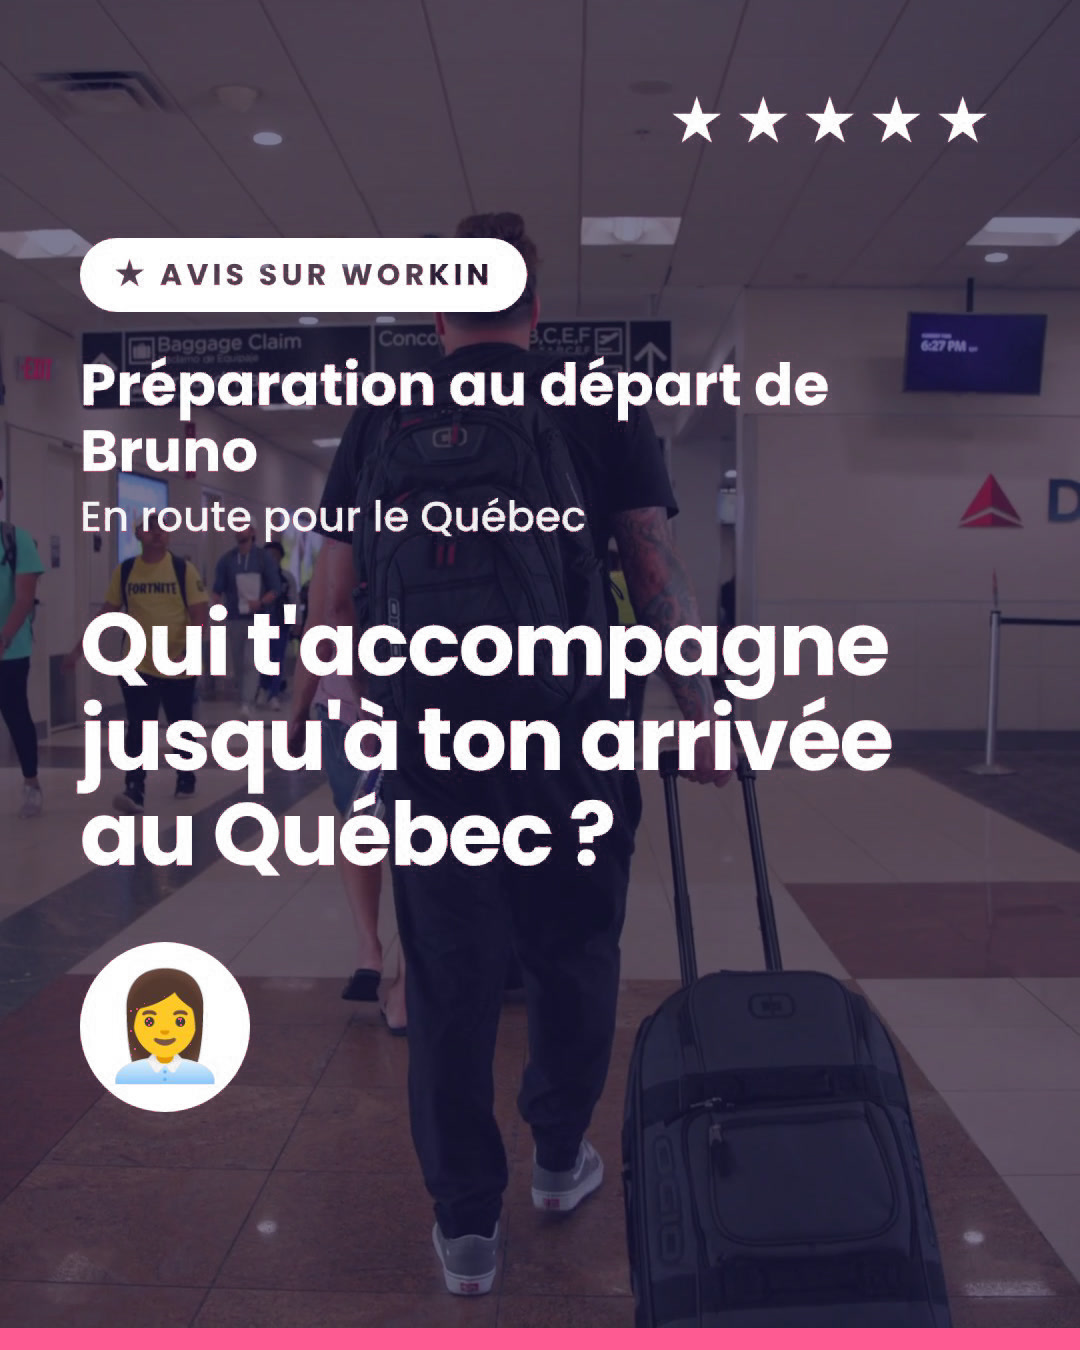 ★ ★ ★ ★ ★
★ AVIS SUR WORKIN
Baggage Claim
B,C,E,F
EXIT
6:27 PM
Préparation au départ de
Bruno
En route pour le Québec
FORTNITE
D
Qui t'accompagne
jusqu'à ton arrivée
au Québec ?